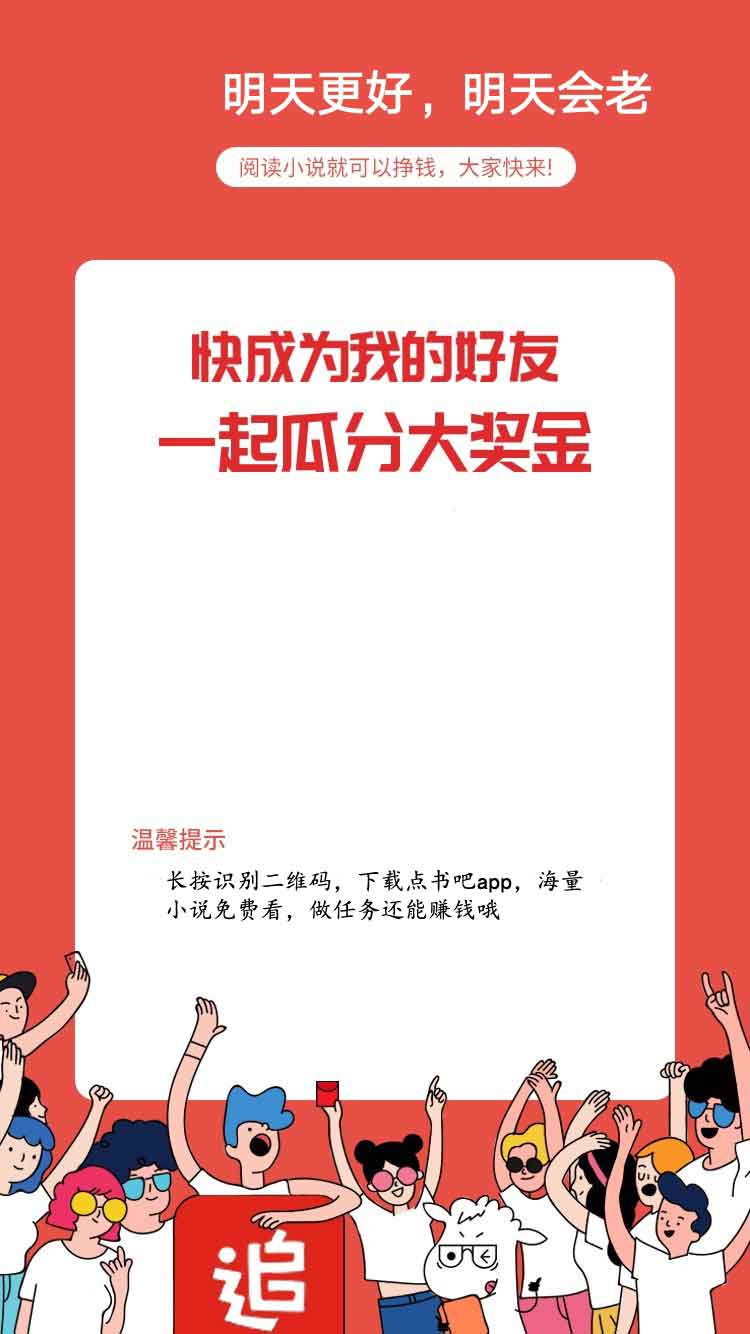 明天更好，明天会老
阅读小说就可以挣钱，大家快来!
快成为我的好友
一起瓜分大奖金
温馨提示
长按识别二维码，下载点书吧app，海量
小说免费看，做任务还能赚钱哦
追